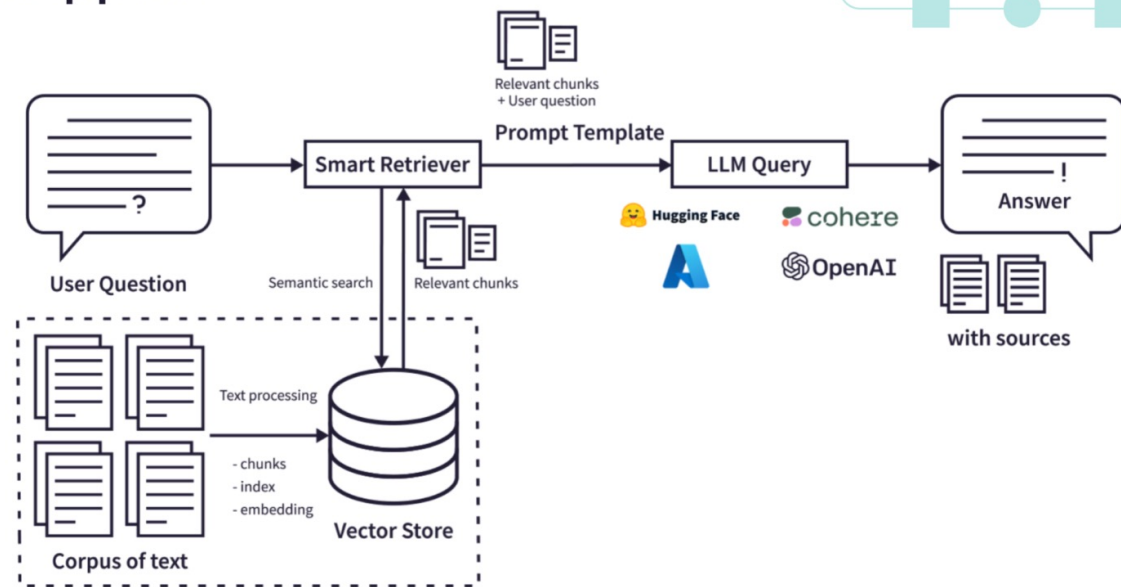 Relevant chunks
+ User question
Prompt Template
?
User Question
Smart Retriever
LLM Query
!
Answer
Hugging Face
cohere
OpenAI
with sources
Semantic search
Relevant chunks
Text processing
- chunks
- index
- embedding
Corpus of text
Vector Store